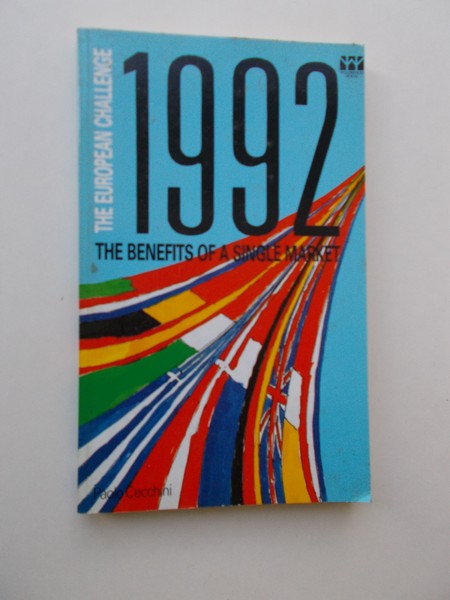 THE EUROPEAN CHALLENGE
1992
THE BENEFITS OF A SINGLE MARKET
Paolo Cecchini